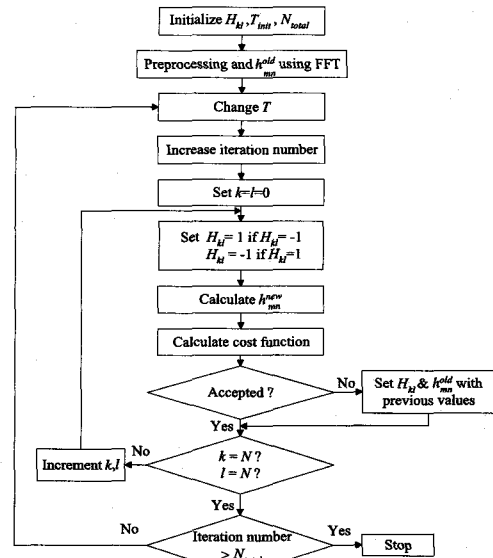 Initialize H_kl, T_init, N_total
Preprocessing and h_mn^old using FFT
Change T
Increase iteration number
Set k=l=0
Set H_kl = 1 if H_kl = -1
H_kl = -1 if H_kl=1
Calculate h_mn^new
Calculate cost function
Accepted ?
No
Set H_kl & h_mn^old with
previous values
Yes
k = N ?
l = N ?
No
Increment k,l
Yes
No
Iteration number
Yes
Stop
> N